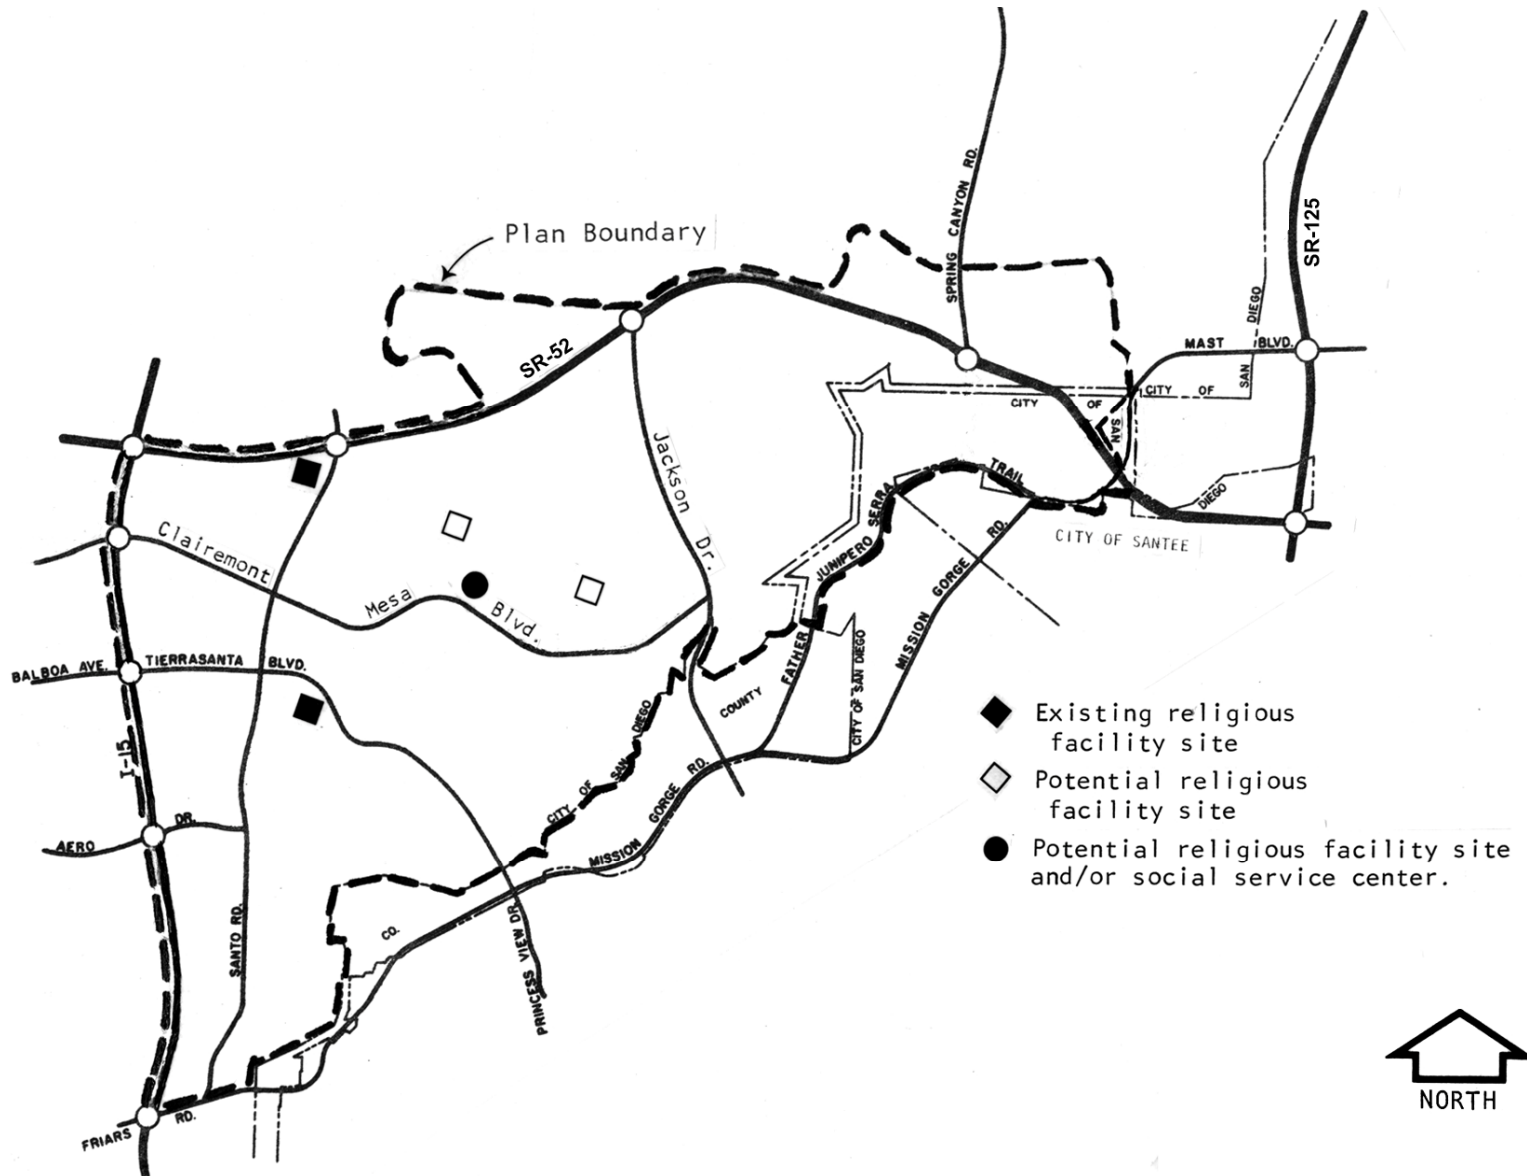 SPRING CANYON RD.
SR-125
Plan Boundary
DIEGO
SAN
SR-52
MAST BLVD.
CITY OF
CITY OF
SAN
DIEGO
Jackson Dr.
TRAIL
JUNIPERO SERRA
FATHER
CITY OF SANTEE
Clairemont
Mesa
Blvd.
MISSION GORGE RD.
BALBOA AVE.
TIERRASANTA BLVD.
COUNTY
CITY OF SAN DIEGO
CITY OF SAN DIEGO
I-15
Existing religious
facility site
Potential religious
facility site
Potential religious facility site
and/or social service center.
AERO DR.
MISSION GORGE RD.
SANTO RD.
CO.
PRINCESS VIEW DR.
FRIARS RD.
NORTH